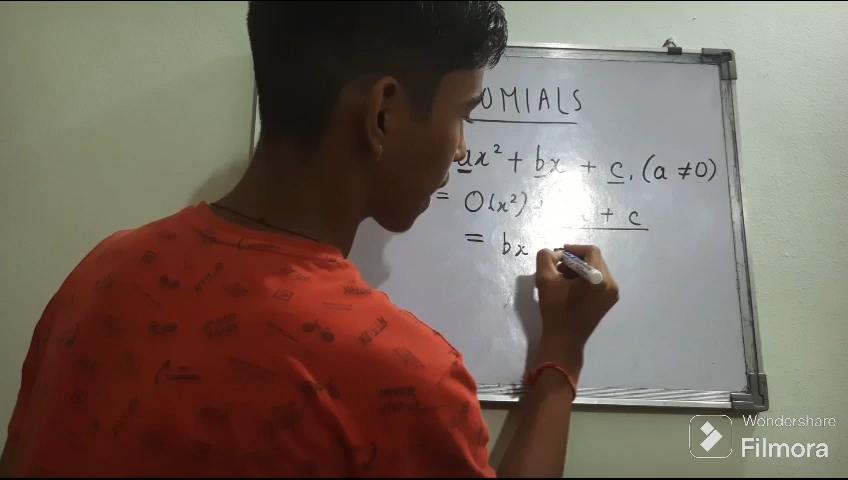 OMIALS
ax² + bx + c, (a ≠ 0)
= 0(x²) + c
= bx
Wondershare
Filmora